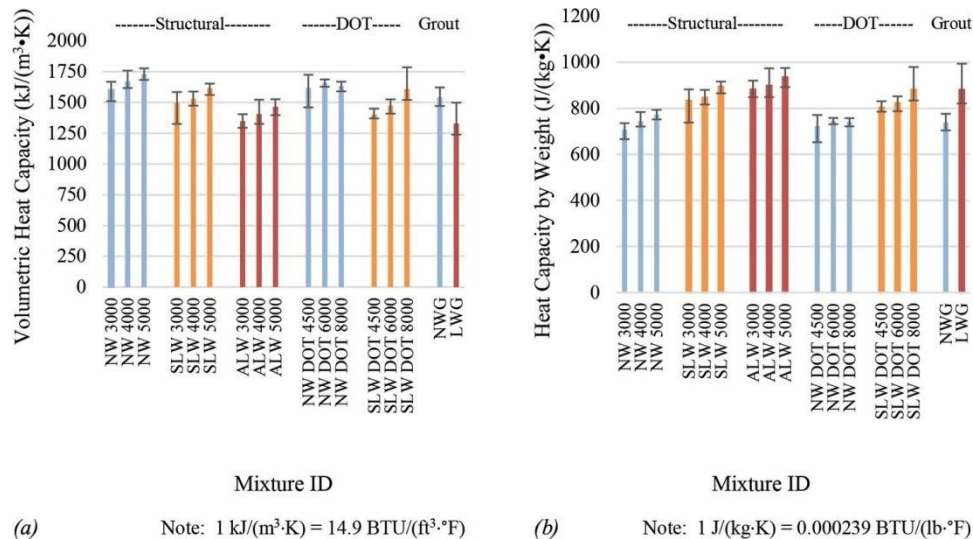 -------Structural-------- ------DOT----- Grout
Volumetric Heat Capacity (kJ/(m³•K))
2000
1750
1500
1250
1000
750
500
250
0
NW 3000
NW 4000
NW 5000
SLW 3000
SLW 4000
SLW 5000
ALW 3000
ALW 4000
ALW 5000
NW DOT 4500
NW DOT 6000
NW DOT 8000
SLW DOT 4500
SLW DOT 6000
SLW DOT 8000
NWG
LWG
Mixture ID
(a) Note: 1 kJ/(m³·K) = 14.9 BTU/(ft³·°F)
-------Structural-------- ------DOT----- Grout
Heat Capacity by Weight (J/(kg•K)
1200
1000
800
600
400
200
0
NW 3000
NW 4000
NW 5000
SLW 3000
SLW 4000
SLW 5000
ALW 3000
ALW 4000
ALW 5000
NW DOT 4500
NW DOT 6000
NW DOT 8000
SLW DOT 4500
SLW DOT 6000
SLW DOT 8000
NWG
LWG
Mixture ID
(b) Note: 1 J/(kg·K) = 0.000239 BTU/(lb·°F)